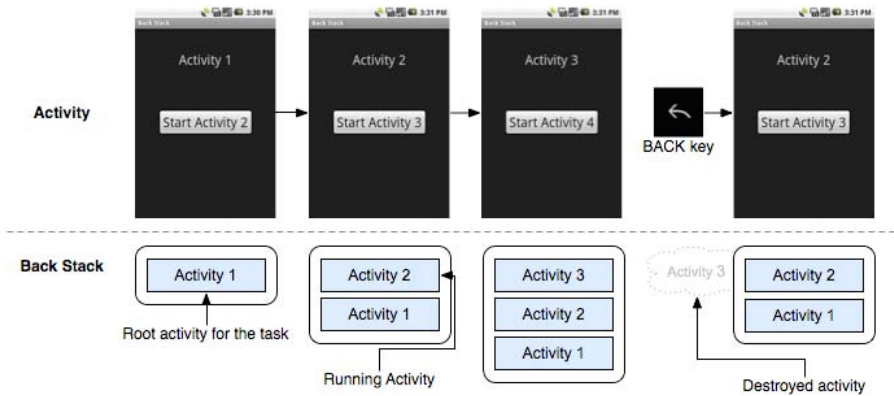 3:30 PM
Back Stack
Activity 1
Start Activity 2
3:31 PM
Back Stack
Activity 2
Start Activity 3
3:31 PM
Back Stack
Activity 3
Start Activity 4
3:31 PM
Back Stack
Activity 2
Start Activity 3
Activity
BACK key
Back Stack
Activity 1
Root activity for the task
Activity 2
Activity 1
Running Activity
Activity 3
Activity 2
Activity 1
Activity 3
Activity 2
Activity 1
Destroyed activity